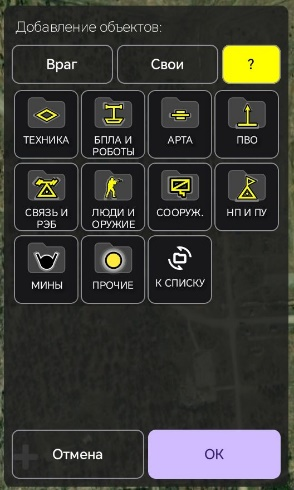 Добавление объектов:
Враг
Свои
?
ТЕХНИКА
БПЛА И
РОБОТЫ
АРТА
ПВО
СВЯЗЬ И
РЭБ
ЛЮДИ И
ОРУЖИЕ
СООРУЖ.
НП И ПУ
МИНЫ
ПРОЧИЕ
К СПИСКУ
Отмена
OK